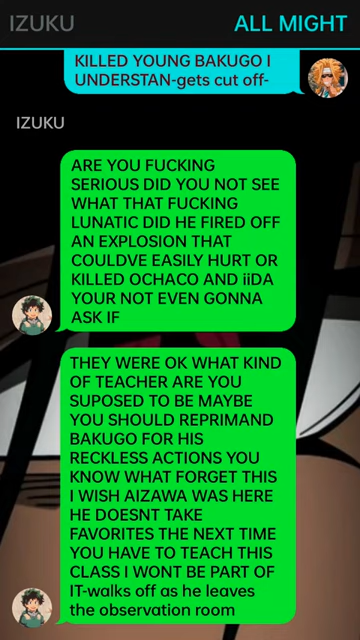 IZUKU
ALL MIGHT
KILLED YOUNG BAKUGO I
UNDERSTAN-gets cut off-
IZUKU
ARE YOU FUCKING
SERIOUS DID YOU NOT SEE
WHAT THAT FUCKING
LUNATIC DID HE FIRED OFF
AN EXPLOSION THAT
COULDVE EASILY HURT OR
KILLED OCHACO AND iiDA
YOUR NOT EVEN GONNA
ASK IF
THEY WERE OK WHAT KIND
OF TEACHER ARE YOU
SUPOSED TO BE MAYBE
YOU SHOULD REPRIMAND
BAKUGO FOR HIS
RECKLESS ACTIONS YOU
KNOW WHAT FORGET THIS
I WISH AIZAWA WAS HERE
HE DOESNT TAKE
FAVORITES THE NEXT TIME
YOU HAVE TO TEACH THIS
CLASS I WONT BE PART OF
IT-walks off as he leaves
the observation room